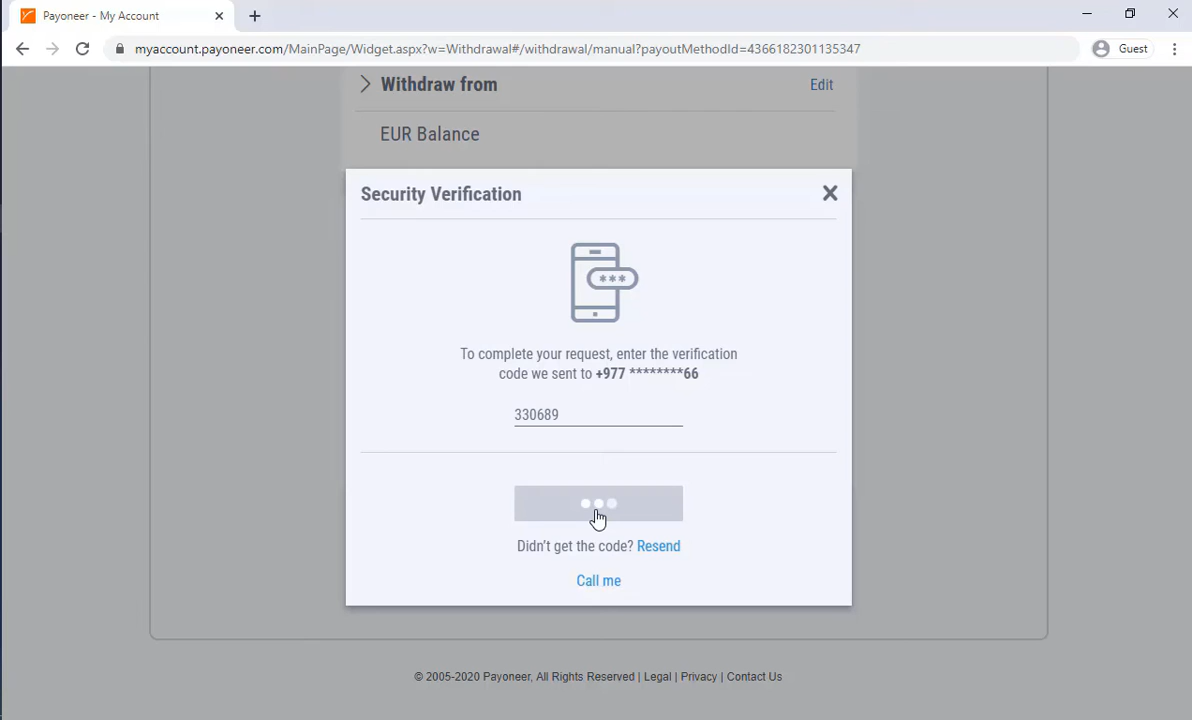 Payoneer - My Account
myaccount.payoneer.com/MainPage/Widget.aspx?w=Withdrawal#/withdrawal/manual?payoutMethodId=4366182301135347
Guest
Withdraw from
Edit
EUR Balance
Security Verification
***
To complete your request, enter the verification
code we sent to +977 ********66
330689
Didn't get the code? Resend
Call me
© 2005-2020 Payoneer, All Rights Reserved | Legal | Privacy | Contact Us